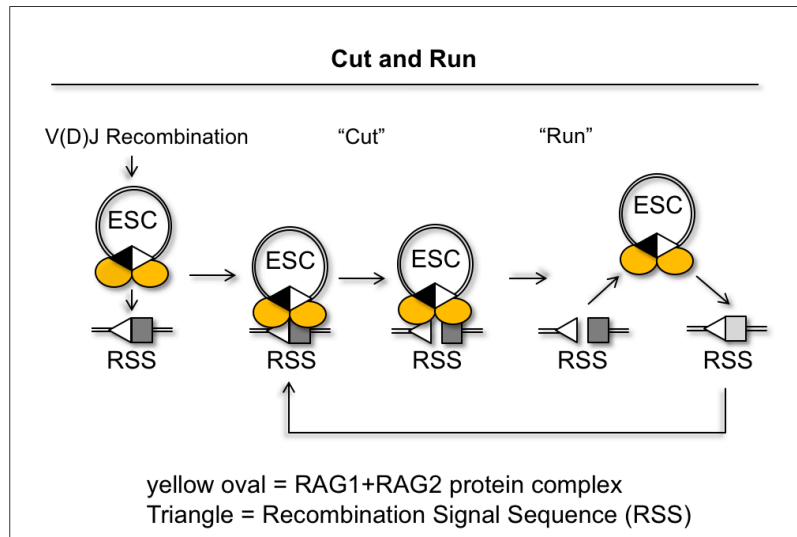 Cut and Run
V(D)J Recombination
“Cut”
“Run”
ESC
ESC
ESC
ESC
RSS
RSS
RSS
RSS
RSS
yellow oval = RAG1+RAG2 protein complex
Triangle = Recombination Signal Sequence (RSS)